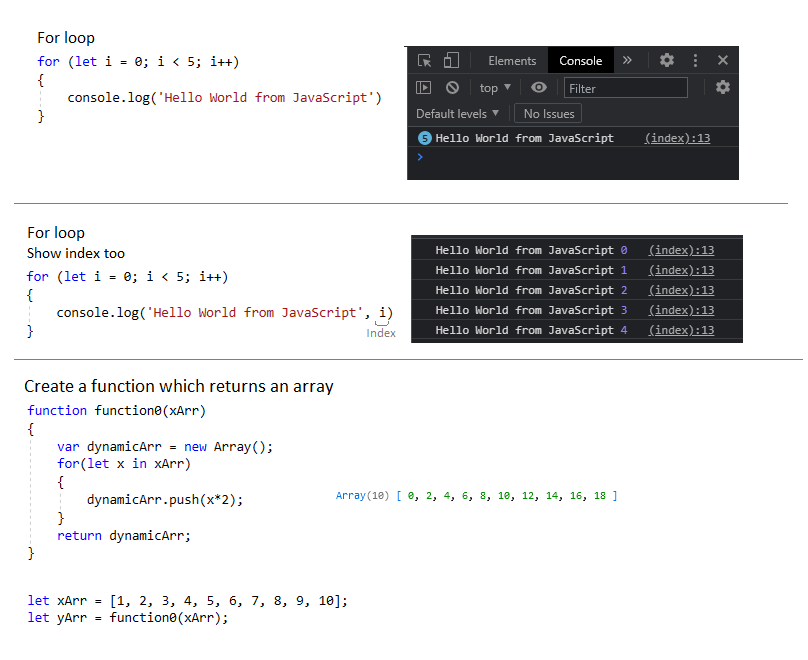 For loop
for (let i = 0; i < 5; i++)
{
console.log('Hello World from JavaScript')
}
Elements Console »
top ▼ Filter
Default levels ▼ No Issues
5 Hello World from JavaScript (index):13
>
For loop
Show index too
for (let i = 0; i < 5; i++)
{
console.log('Hello World from JavaScript', i)
}
Index
Hello World from JavaScript 0 (index):13
Hello World from JavaScript 1 (index):13
Hello World from JavaScript 2 (index):13
Hello World from JavaScript 3 (index):13
Hello World from JavaScript 4 (index):13
Create a function which returns an array
function function0(xArr)
{
var dynamicArr = new Array();
for(let x in xArr)
{
dynamicArr.push(x*2);
}
return dynamicArr;
}
Array(10) [ 0, 2, 4, 6, 8, 10, 12, 14, 16, 18 ]
let xArr = [1, 2, 3, 4, 5, 6, 7, 8, 9, 10];
let yArr = function0(xArr);